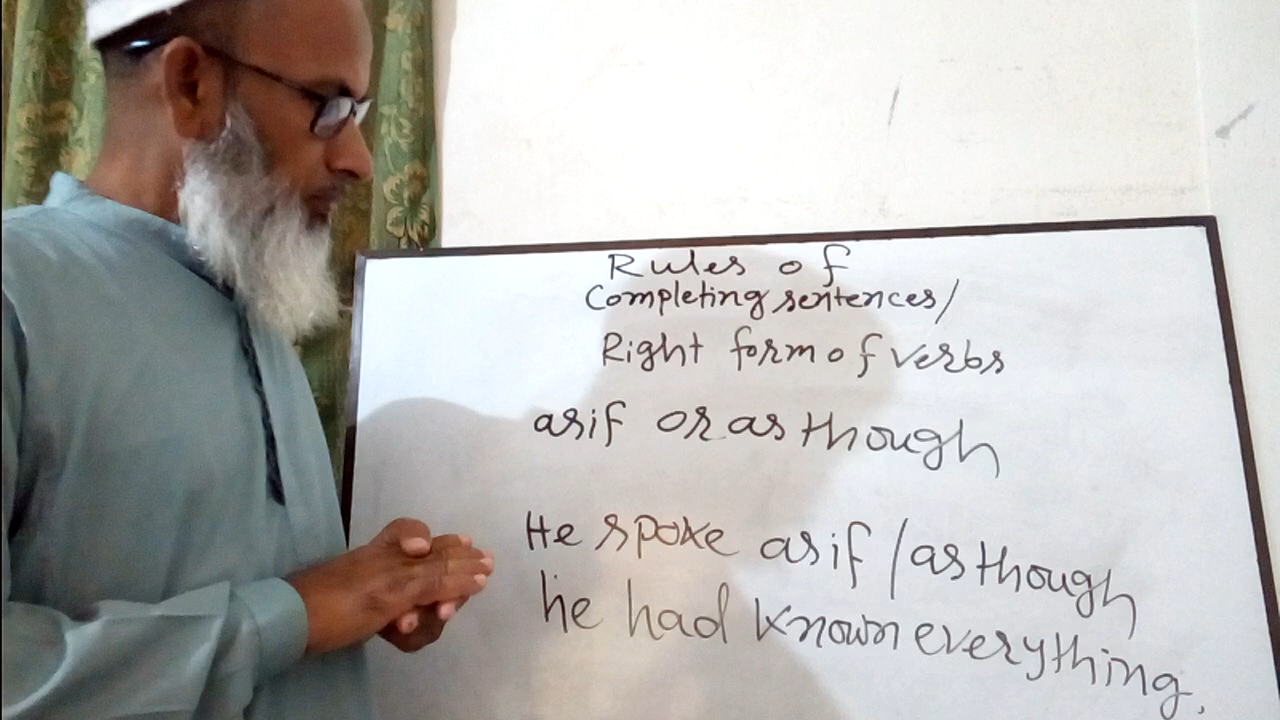 Rules of
Completing sentences/
Right form of verbs
as if or as though
He spoke as if / as though
he had known everything.